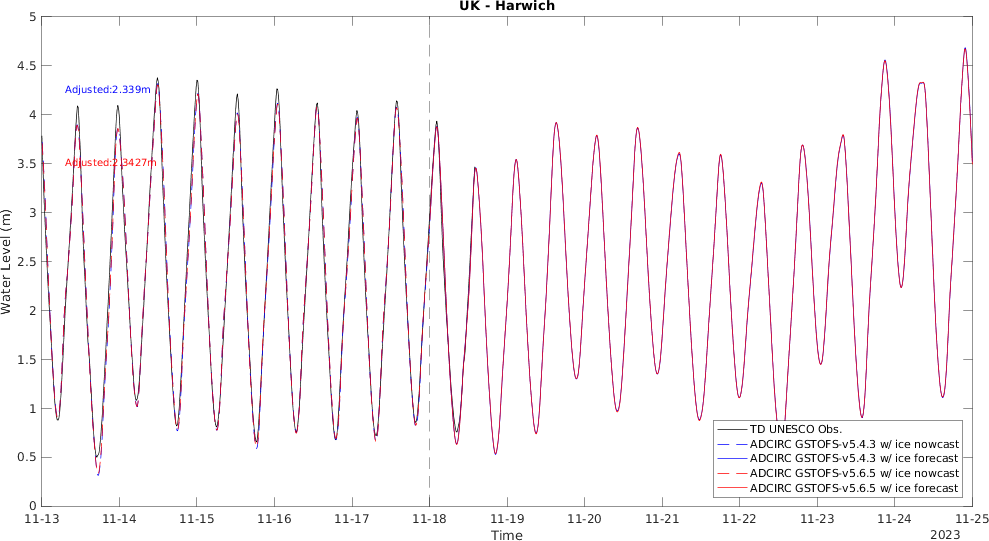 UK - Harwich
5
4.5
4
3.5
3
2.5
2
1.5
1
0.5
0
Water Level (m)
Adjusted:2.339m
Adjusted:2.3427m
TD UNESCO Obs.
ADCIRC GSTOFS-v5.4.3 w/ ice nowcast
ADCIRC GSTOFS-v5.4.3 w/ ice forecast
ADCIRC GSTOFS-v5.6.5 w/ ice nowcast
ADCIRC GSTOFS-v5.6.5 w/ ice forecast
11-13 11-14 11-15 11-16 11-17 11-18 11-19 11-20 11-21 11-22 11-23 11-24 11-25
Time
2023